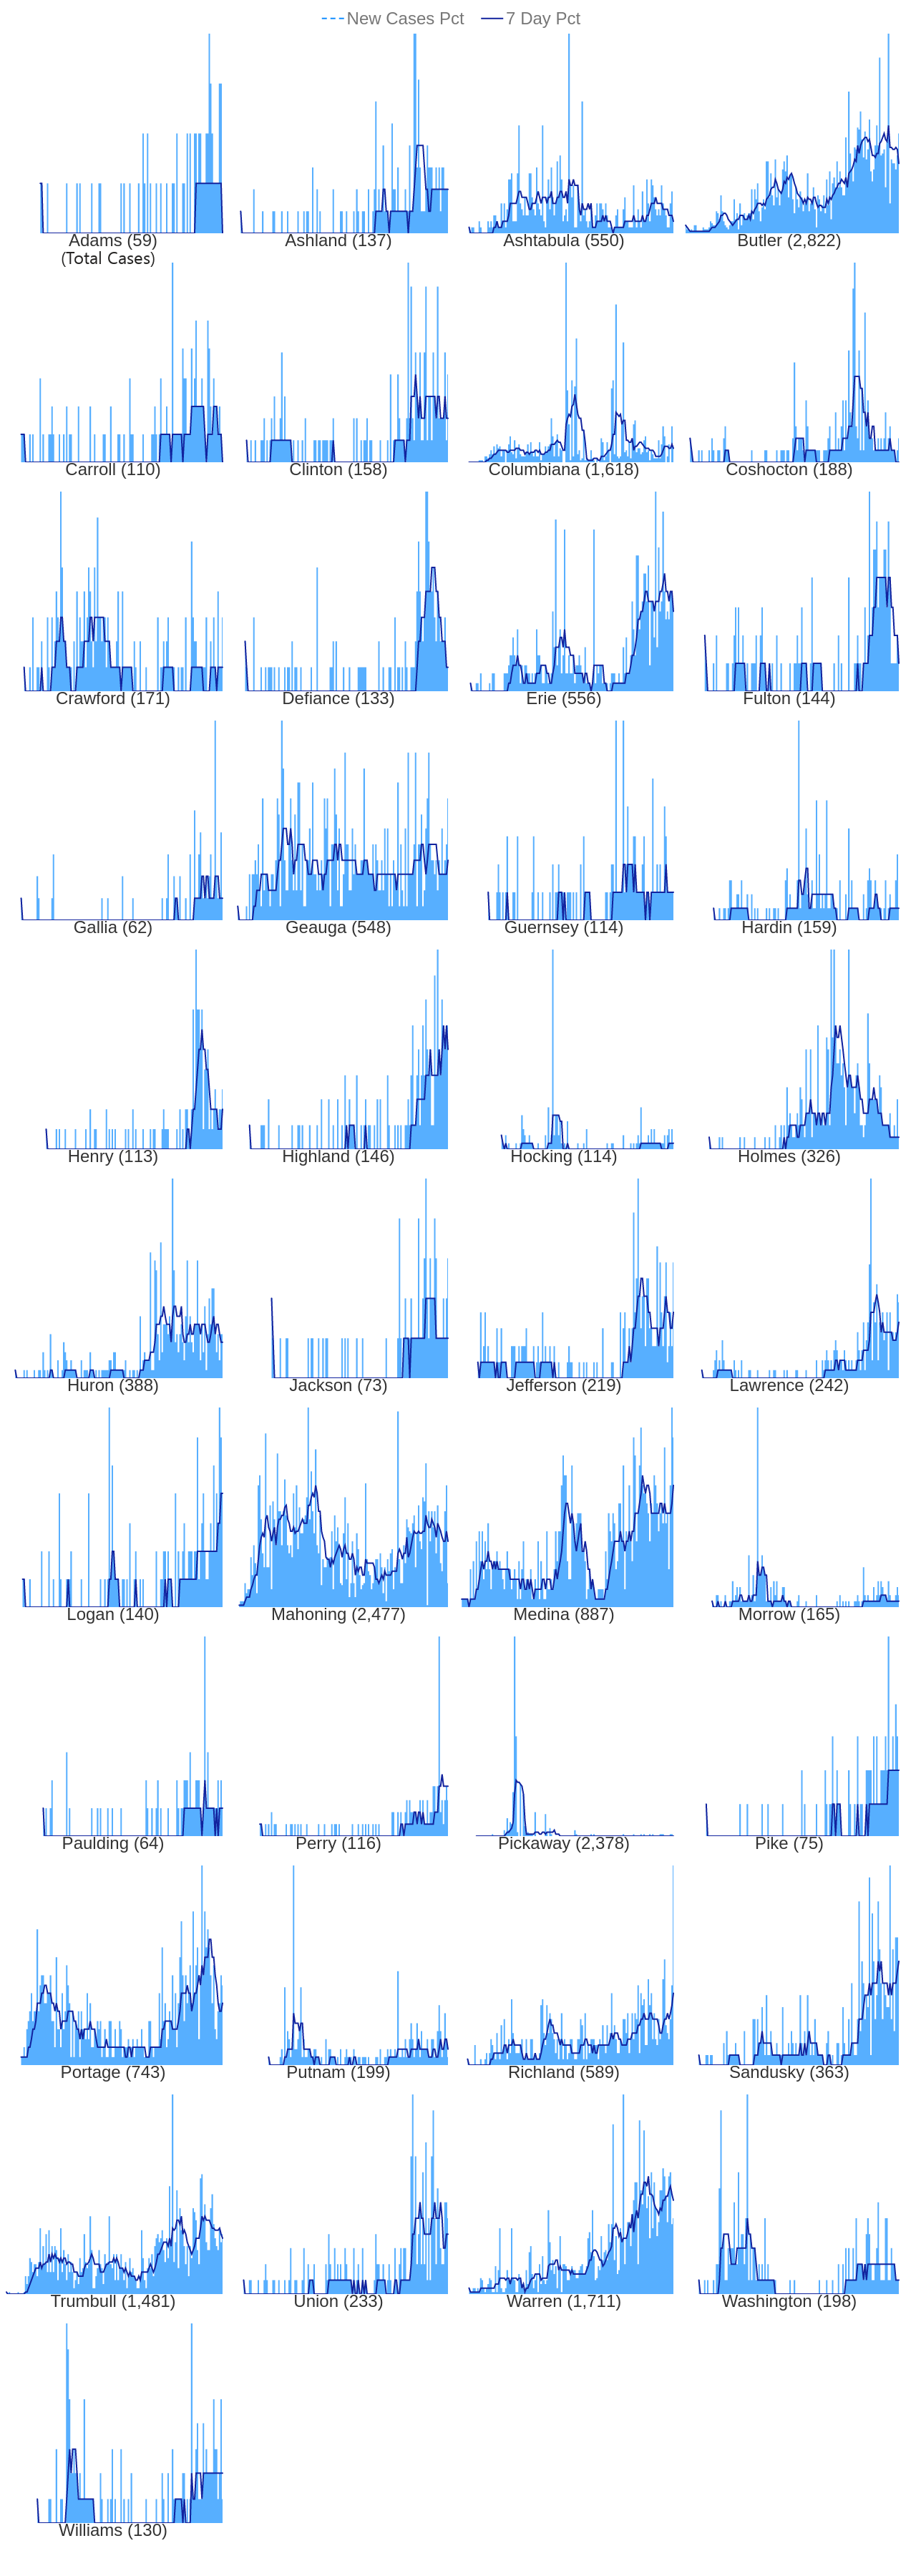 New Cases Pct 7 Day Pct
Adams (59) Ashland (137) Ashtabula (550) Butler (2,822)
(Total Cases)
Carroll (110) Clinton (158) Columbiana (1,618) Coshocton (188)
Crawford (171) Defiance (133) Erie (556) Fulton (144)
Gallia (62) Geauga (548) Guernsey (114) Hardin (159)
Henry (113) Highland (146) Hocking (114) Holmes (326)
Huron (388) Jackson (73) Jefferson (219) Lawrence (242)
Logan (140) Mahoning (2,477) Medina (887) Morrow (165)
Paulding (64) Perry (116) Pickaway (2,378) Pike (75)
Portage (743) Putnam (199) Richland (589) Sandusky (363)
Trumbull (1,481) Union (233) Warren (1,711) Washington (198)
Williams (130)